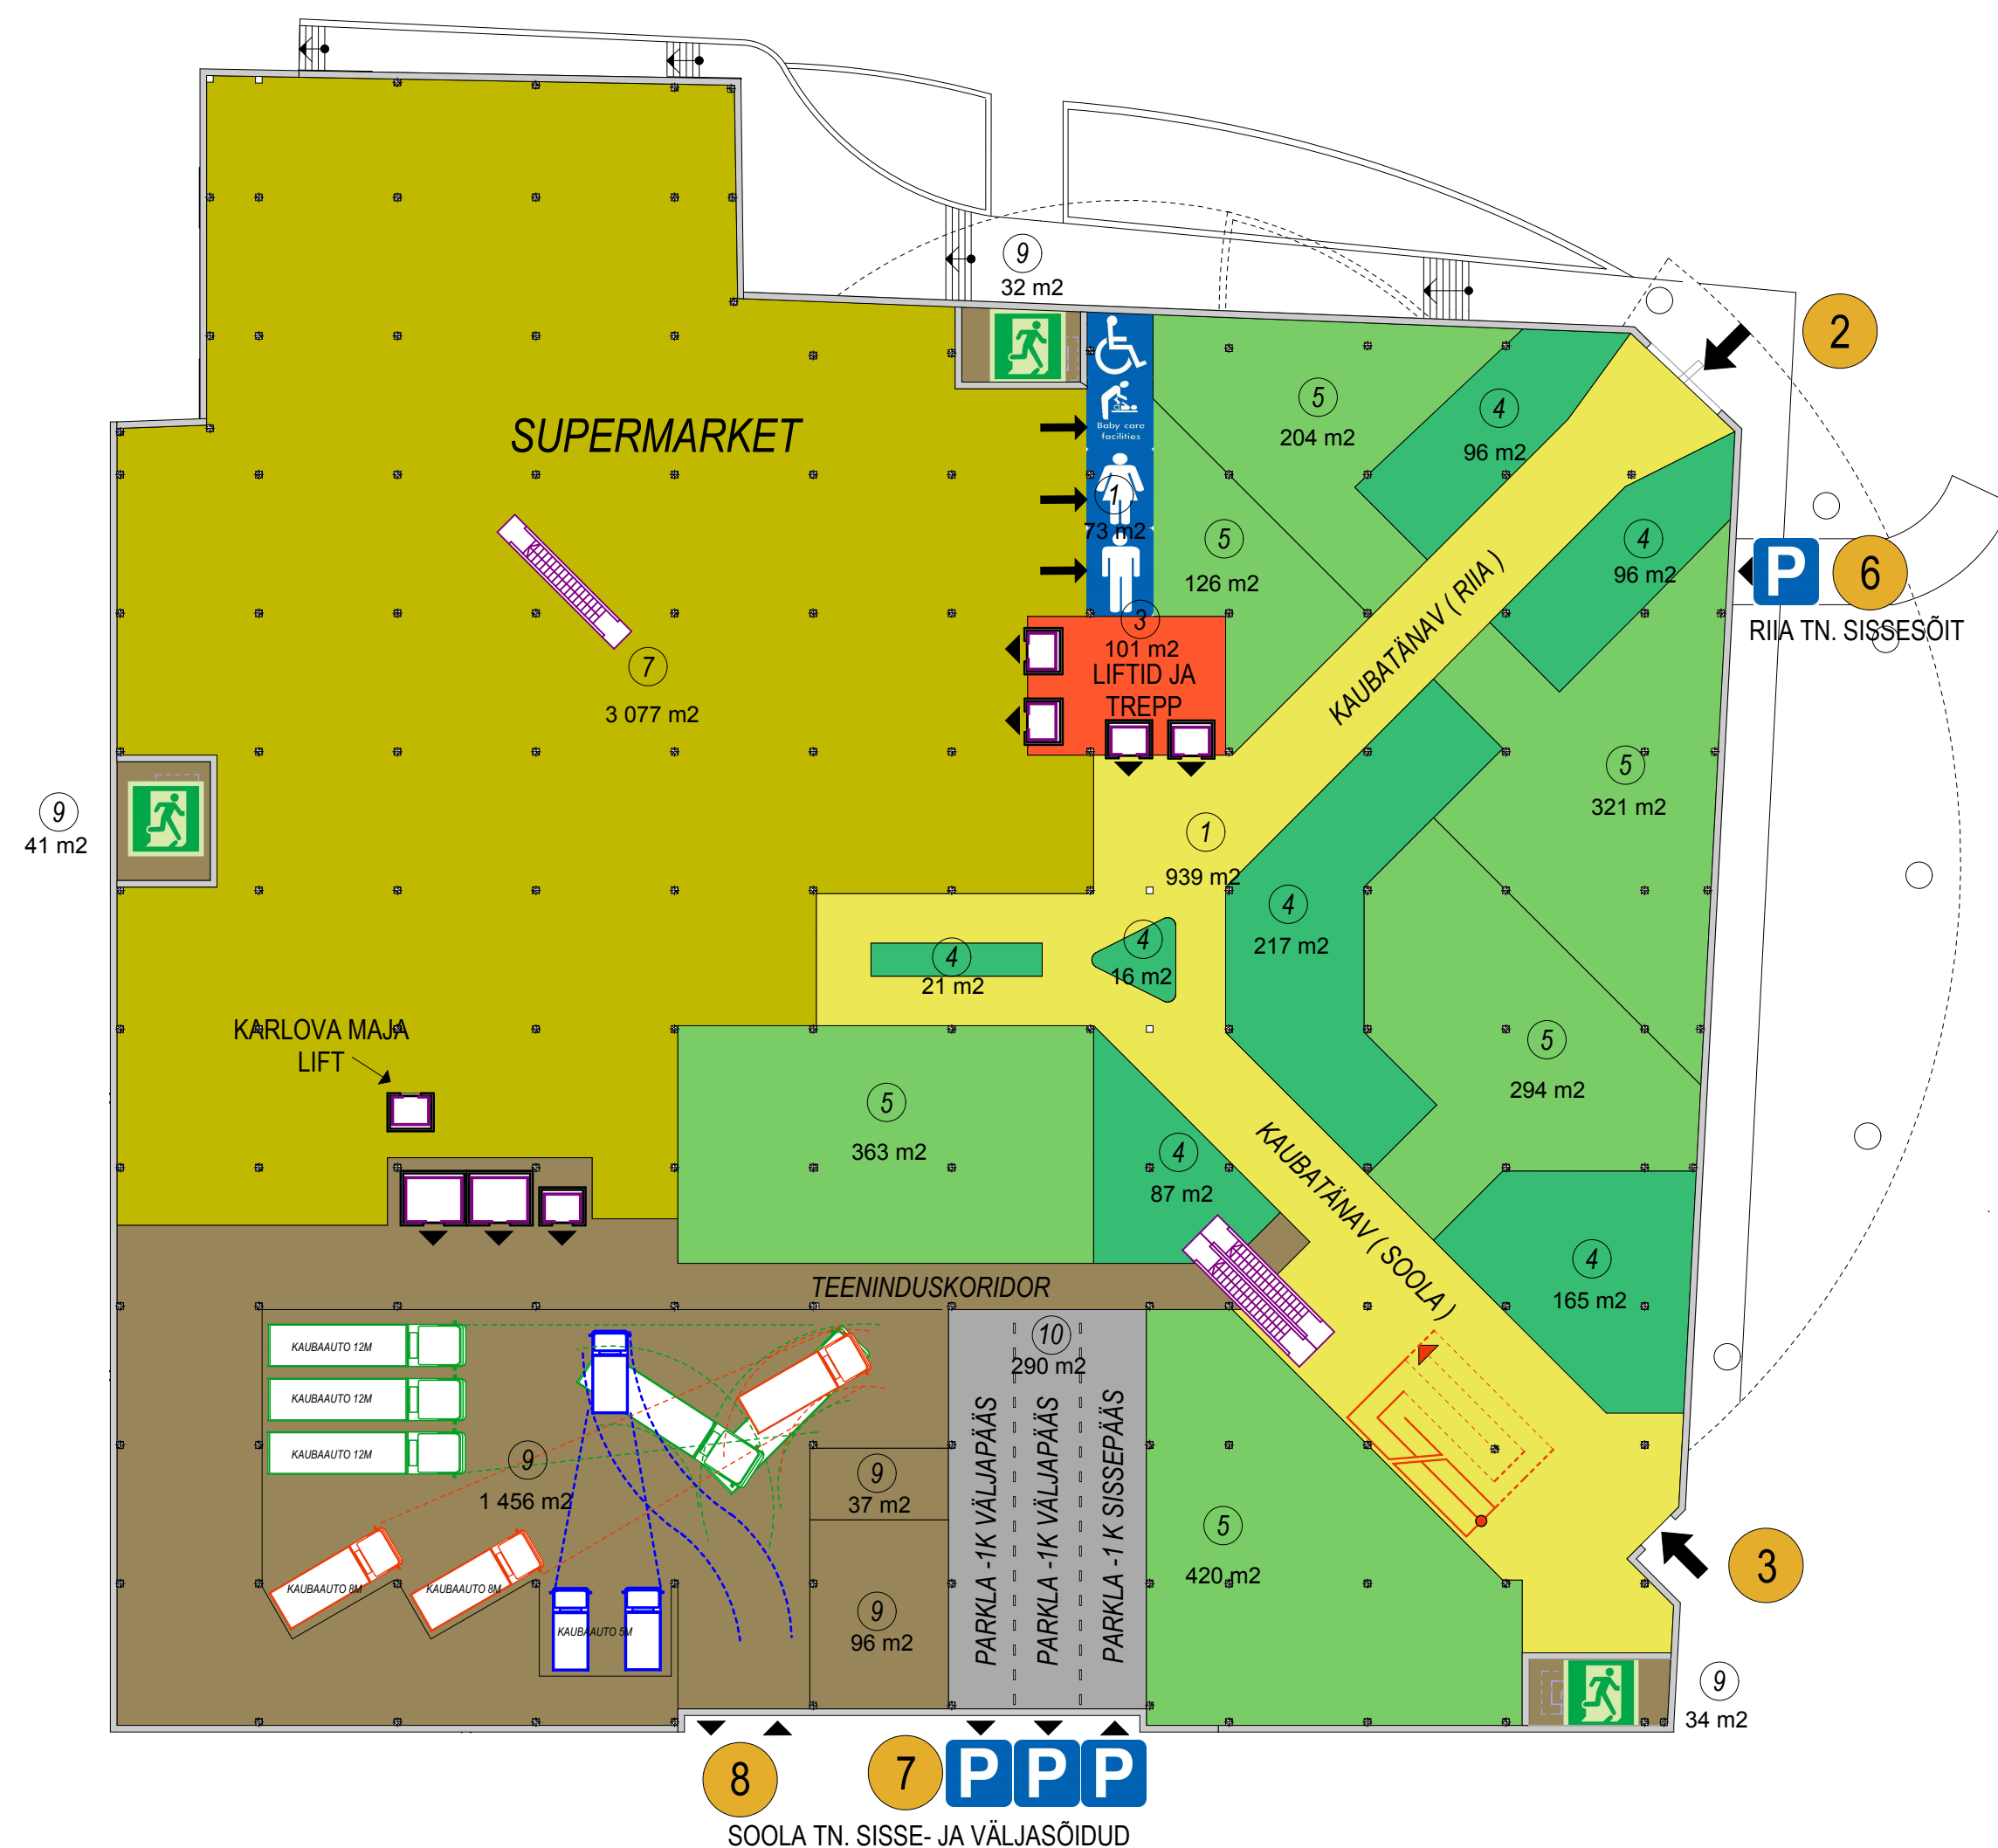 9
32 m2
2
SUPERMARKET
Baby care
facilities
1
73 m2
5
204 m2
4
96 m2
5
126 m2
4
96 m2
P
6
RIIA TN. SISSESÕIT
KAUBATÄNAV ( RIIA )
3
101 m2
LIFTID JA
TREPP
7
3 077 m2
5
321 m2
9
41 m2
1
939 m2
4
217 m2
4
21 m2
4
16 m2
KARLOVA MAJA
LIFT
5
294 m2
5
363 m2
4
87 m2
KAUBATÄNAV ( SOOLA )
4
165 m2
TEENINDUSKORIDOR
10
290 m2
PARKLA -1K VÄLJAPÄÄS
PARKLA -1K VÄLJAPÄÄS
PARKLA -1 K SISSEPÄÄS
KAUBAAUTO 12M
KAUBAAUTO 12M
KAUBAAUTO 12M
9
1 456 m2
9
37 m2
5
420 m2
3
KAUBAAUTO 8M
KAUBAAUTO 8M
KAUBAAUTO 5M
9
96 m2
9
34 m2
8
7
P
P
P
SOOLA TN. SISSE- JA VÄLJASÕIDUD